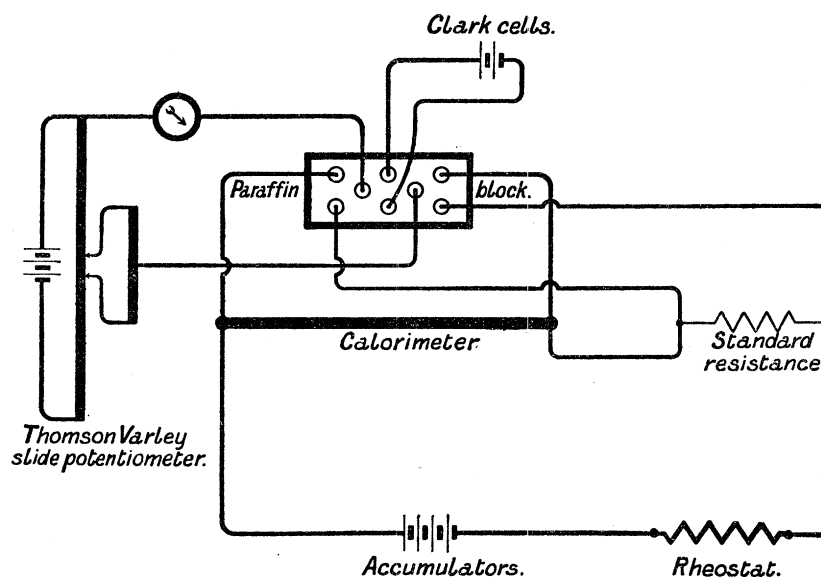 Clark cells.
Paraffin
block.
Calorimeter
Standard
resistance
Thomson Varley
slide potentiometer.
Accumulators.
Rheostat.